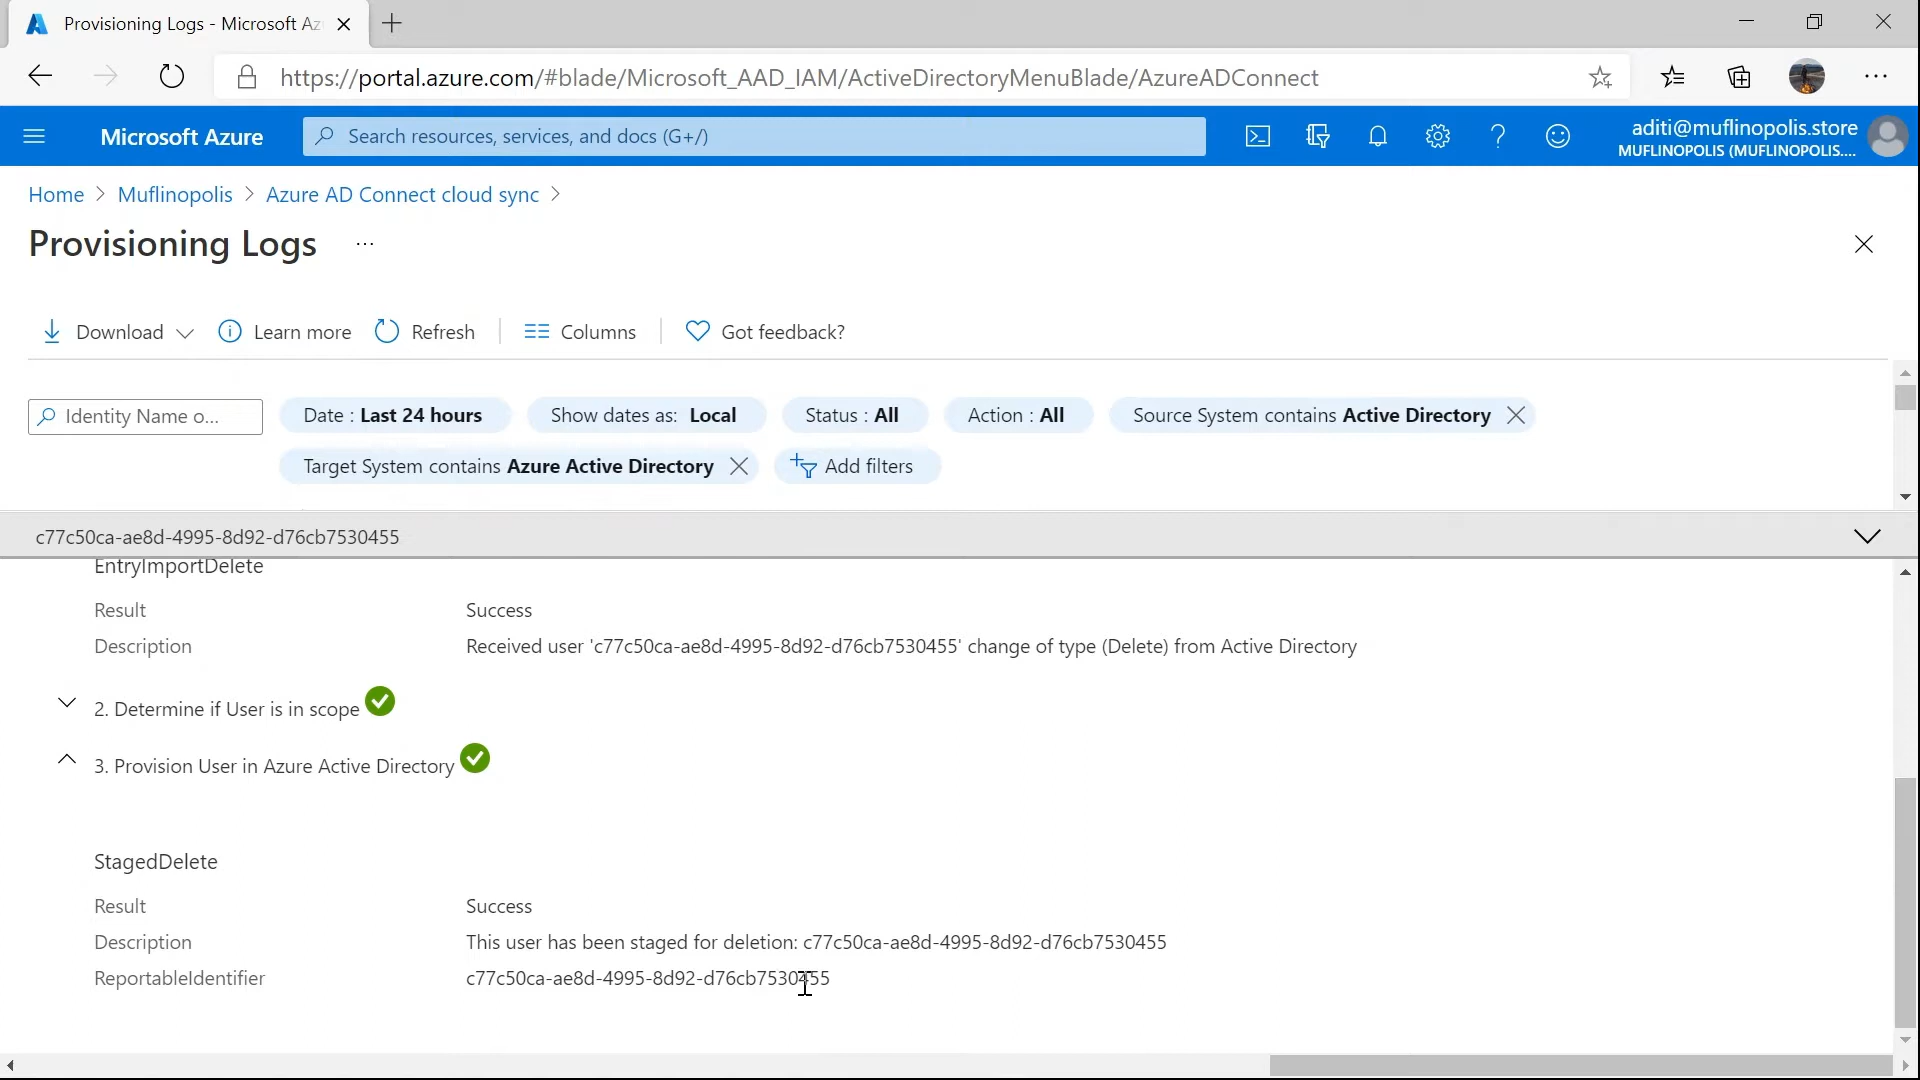 Provisioning Logs - Microsoft Az
https://portal.azure.com/#blade/Microsoft_AAD_IAM/ActiveDirectoryMenuBlade/AzureADConnect
Microsoft Azure
Search resources, services, and docs (G+/)
aditi@muflinopolis.store
MUFLINOPOLIS (MUFLINOPOLIS....
Home > Muflinopolis > Azure AD Connect cloud sync >
Provisioning Logs ...
Download
Learn more
Refresh
Columns
Got feedback?
Identity Name o...
Date : Last 24 hours
Show dates as: Local
Status : All
Action : All
Source System contains Active Directory
Target System contains Azure Active Directory
Add filters
c77c50ca-ae8d-4995-8d92-d76cb7530455
EntryImportDelete
Result Success
Description Received user 'c77c50ca-ae8d-4995-8d92-d76cb7530455' change of type (Delete) from Active Directory
2. Determine if User is in scope
3. Provision User in Azure Active Directory
StagedDelete
Result Success
Description This user has been staged for deletion: c77c50ca-ae8d-4995-8d92-d76cb7530455
ReportableIdentifier c77c50ca-ae8d-4995-8d92-d76cb7530455